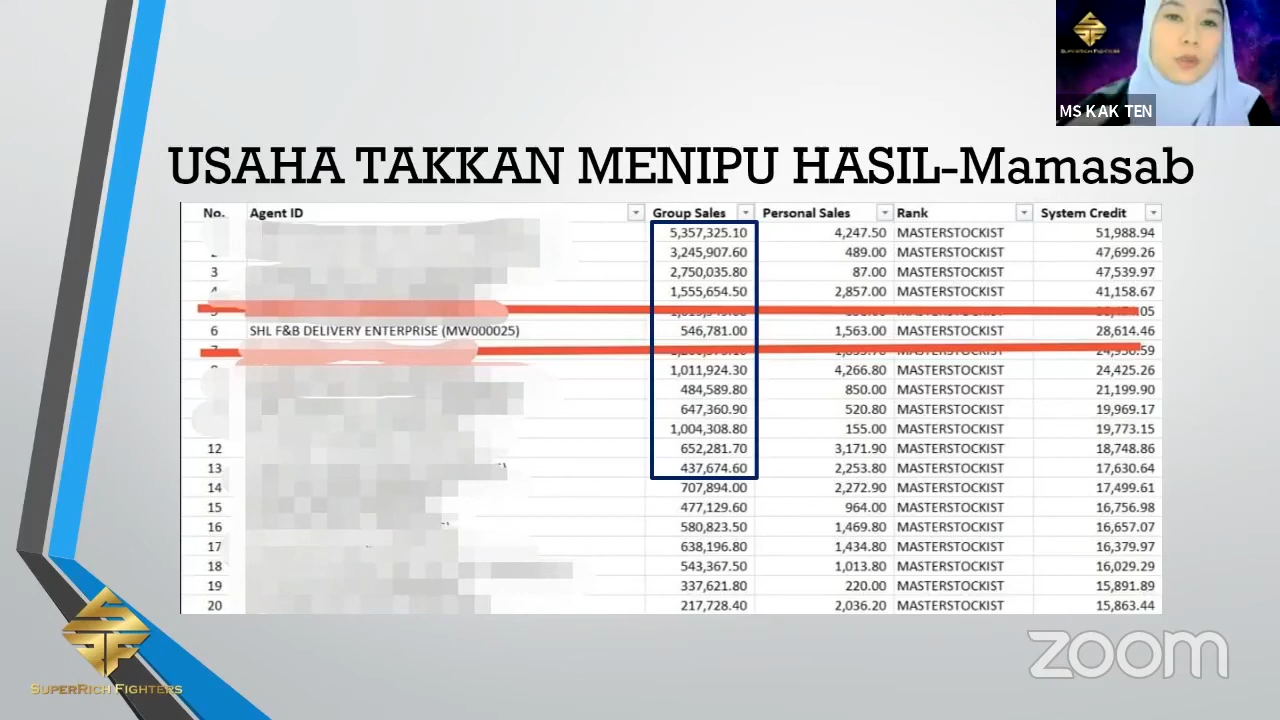 SUPERRICH FIGHTERS
MS KAK TEN
USAHA TAKKAN MENIPU HASIL-Mamasab
No. Agent ID Group Sales Personal Sales Rank System Credit
5,357,325.10 4,247.50 MASTERSTOCKIST 51,988.94
3,245,907.60 489.00 MASTERSTOCKIST 47,699.26
3 2,750,035.80 87.00 MASTERSTOCKIST 47,539.97
1,555,654.50 2,857.00 MASTERSTOCKIST 41,158.67
6 SHL F&B DELIVERY ENTERPRISE (MW000025) 546,781.00 1,563.00 MASTERSTOCKIST 28,614.46
1,011,924.30 4,266.80 MASTERSTOCKIST 24,425.26
484,589.80 850.00 MASTERSTOCKIST 21,199.90
647,360.90 520.80 MASTERSTOCKIST 19,969.17
1,004,308.80 155.00 MASTERSTOCKIST 19,773.15
12 652,281.70 3,171.90 MASTERSTOCKIST 18,748.86
13 437,674.60 2,253.80 MASTERSTOCKIST 17,630.64
14 707,894.00 2,272.90 MASTERSTOCKIST 17,499.61
15 477,129.60 964.00 MASTERSTOCKIST 16,756.98
16 580,823.50 1,469.80 MASTERSTOCKIST 16,657.07
17 638,196.80 1,434.80 MASTERSTOCKIST 16,379.97
18 543,367.50 1,013.80 MASTERSTOCKIST 16,029.29
19 337,621.80 220.00 MASTERSTOCKIST 15,891.89
20 217,728.40 2,036.20 MASTERSTOCKIST 15,863.44
SUPERRICH FIGHTERS
zoom